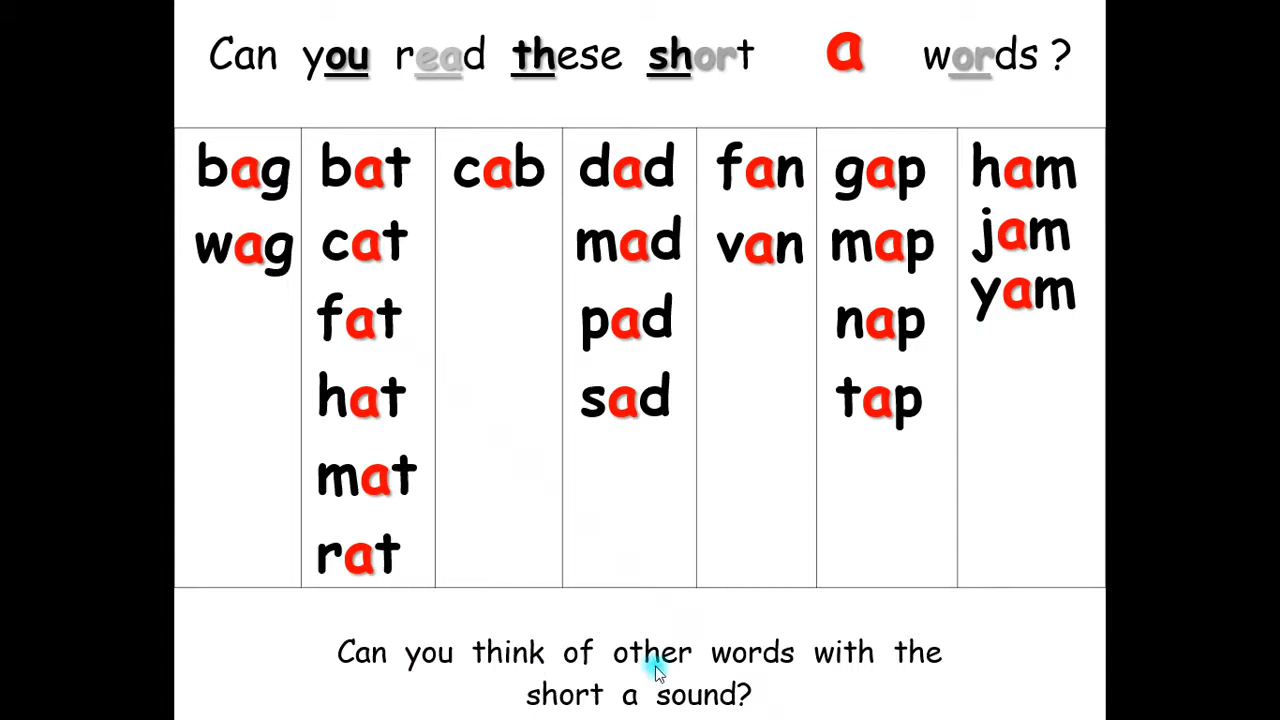 Can you read these short a words ?
bag bat cab dad fan gap ham
wag cat mad van map jam
fat pad nap yam
hat sad tap
mat
rat
Can you think of other words with the
short a sound?